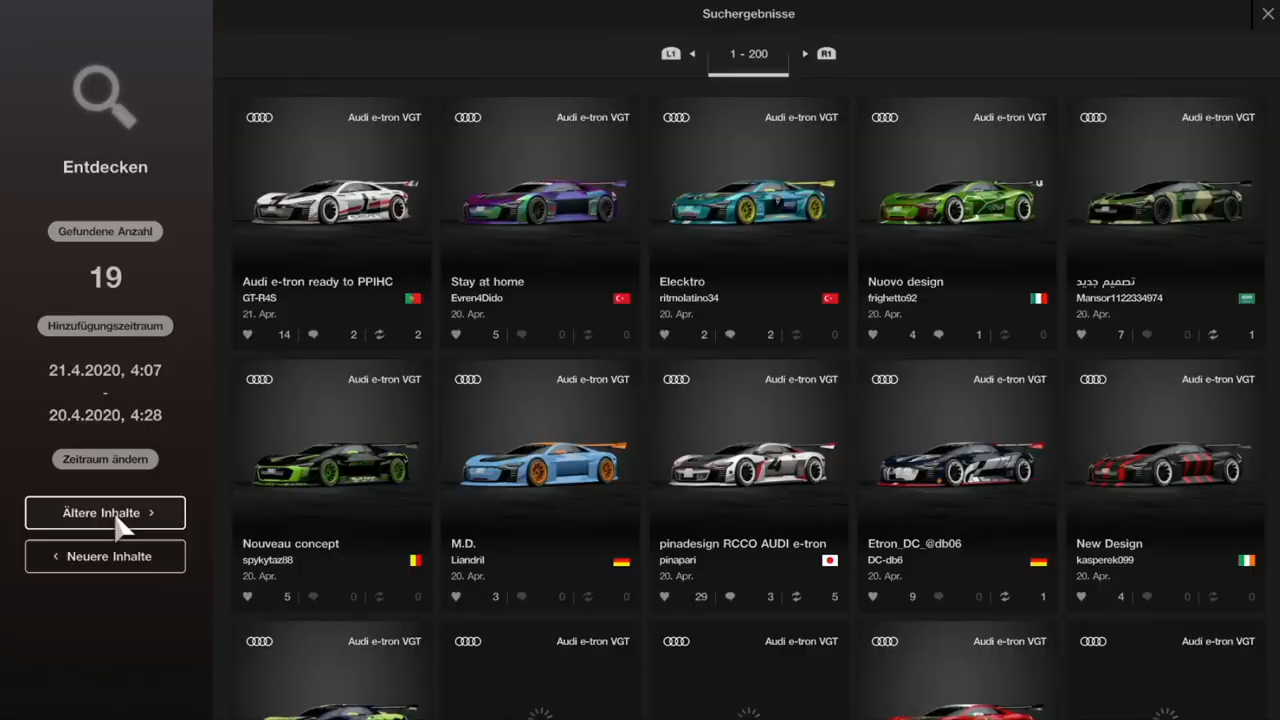 Suchergebnisse
L1 1 - 200 R1
Entdecken
Gefundene Anzahl
19
Hinzufügungszeitraum
21.4.2020, 4:07
-
20.4.2020, 4:28
Zeitraum ändern
Ältere Inhalte
Neuere Inhalte
Audi e-tron VGT
Audi e-tron ready to PPIHC
GT-R4S
21. Apr.
14 2 2
Audi e-tron VGT
Stay at home
Evren4Dido
20. Apr.
5 0 0
Audi e-tron VGT
Elecktro
ritmolatino34
20. Apr.
2 2 0
Audi e-tron VGT
Nuovo design
frighetto92
20. Apr.
4 1 0
Audi e-tron VGT
تصميم جديد
Mansor1122334974
20. Apr.
7 0 1
Audi e-tron VGT
Nouveau concept
spykytaz88
20. Apr.
5 0 0
Audi e-tron VGT
M.D.
Liandril
20. Apr.
3 0 0
Audi e-tron VGT
pinadesign RCCO AUDI e-tron
pinapari
20. Apr.
29 3 5
Audi e-tron VGT
Etron_DC_@db06
DC-db6
20. Apr.
9 0 1
Audi e-tron VGT
New Design
kasperek099
20. Apr.
4 0 0
Audi e-tron VGT
Audi e-tron VGT
Audi e-tron VGT
Audi e-tron VGT
Audi e-tron VGT